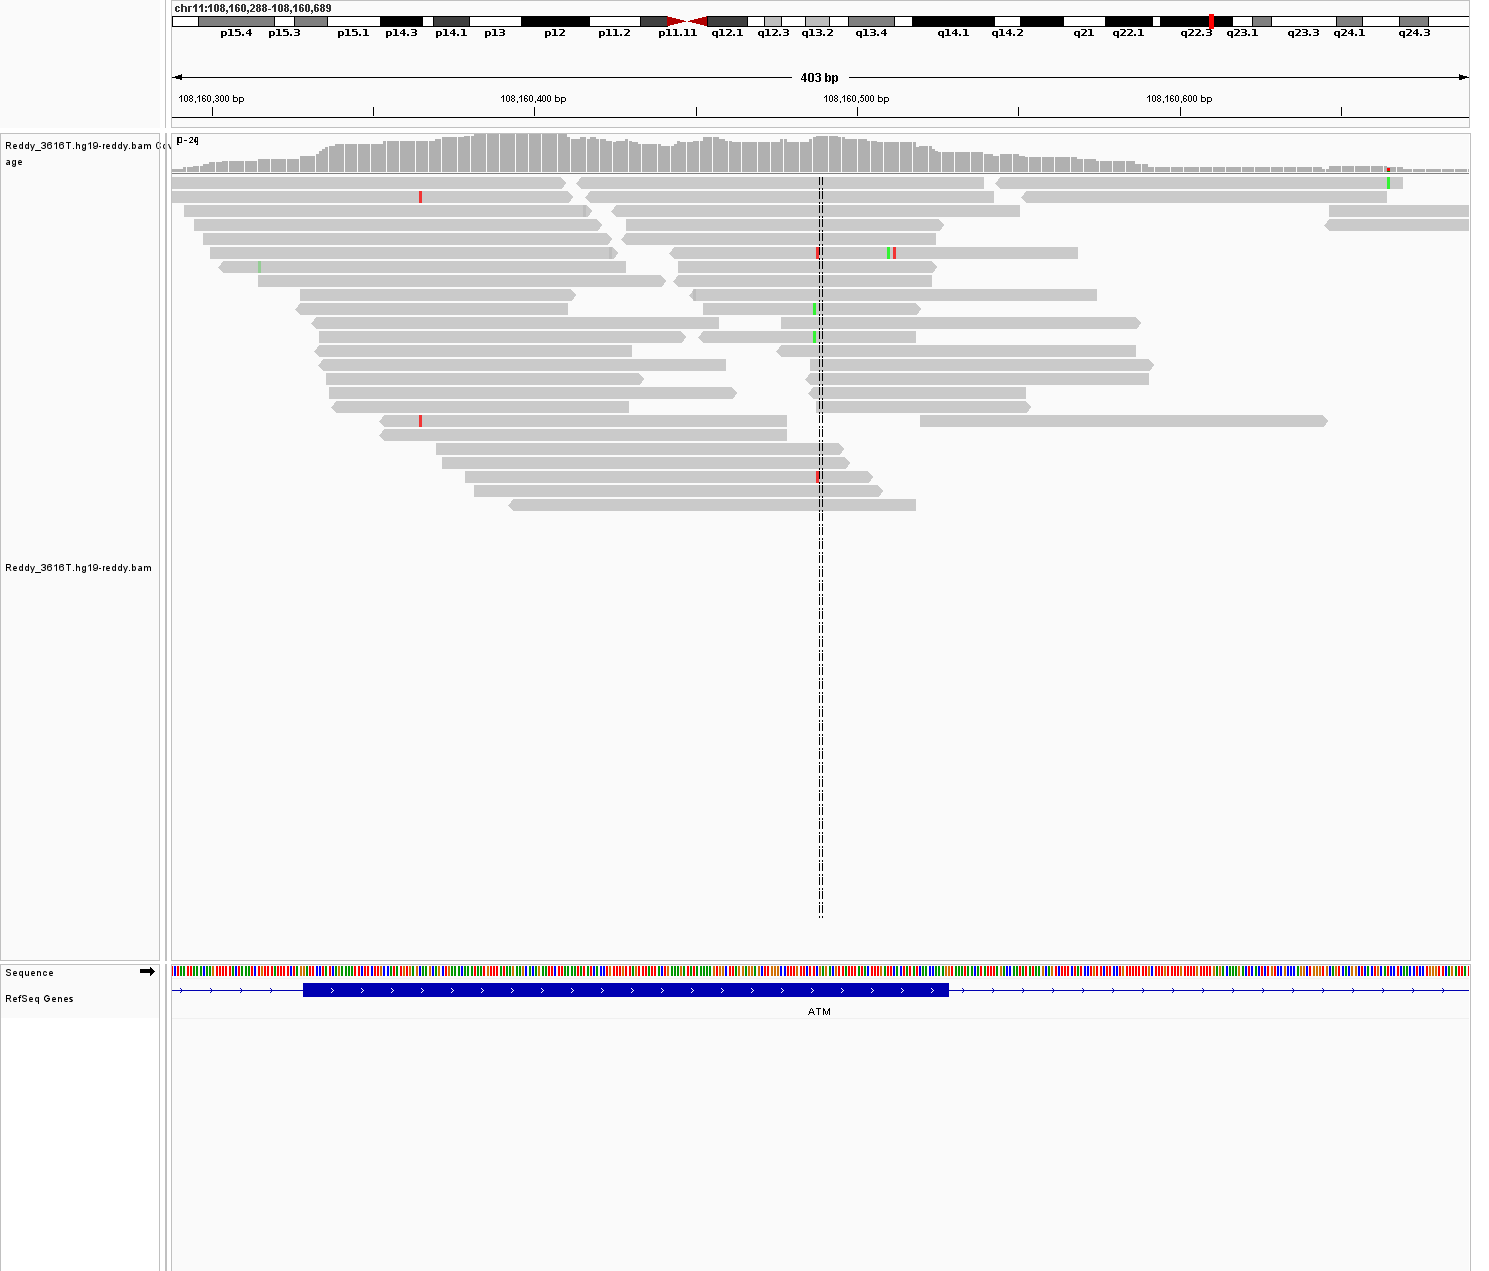 chr11:108,160,288-108,160,689
p15.4 p15.3 p15.1 p14.3 p14.1 p13 p12 p11.2 p11.11 q12.1 q12.3 q13.2 q13.4 q14.1 q14.2 q21 q22.1 q22.3 q23.1 q23.3 q24.1 q24.3
403 bp
108,160,300 bp 108,160,400 bp 108,160,500 bp 108,160,600 bp
Reddy_3616T.hg19-reddy.bam Cov
age
[0-24]
Reddy_3616T.hg19-reddy.bam
Sequence
RefSeq Genes
ATM